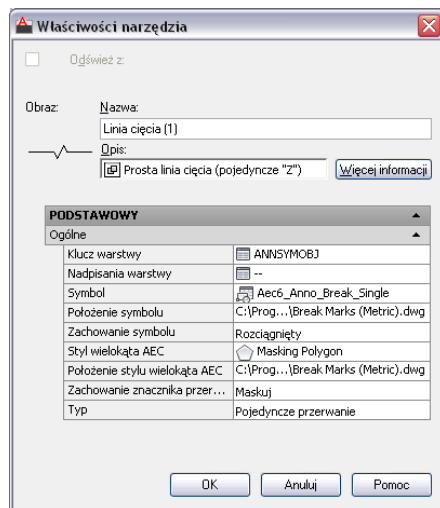 Właściwości narzędzia
Odśwież z:
Obraz:
Nazwa:
Linia cięcia (1)
Opis:
Prosta linia cięcia (pojedyncze "Z")
Więcej informacji
PODSTAWOWY
Ogólne
Klucz warstwy ANNSYMOBJ
Nadpisania warstwy --
Symbol Aec6_Anno_Break_Single
Położenie symbolu C:\Prog...\Break Marks (Metric).dwg
Zachowanie symbolu Rozciągnięty
Styl wielokąta AEC Masking Polygon
Położenie stylu wielokąta AEC C:\Prog...\Break Marks (Metric).dwg
Zachowanie znacznika przer... Maskuj
Typ Pojedyncze przerwanie
OK Anuluj Pomoc